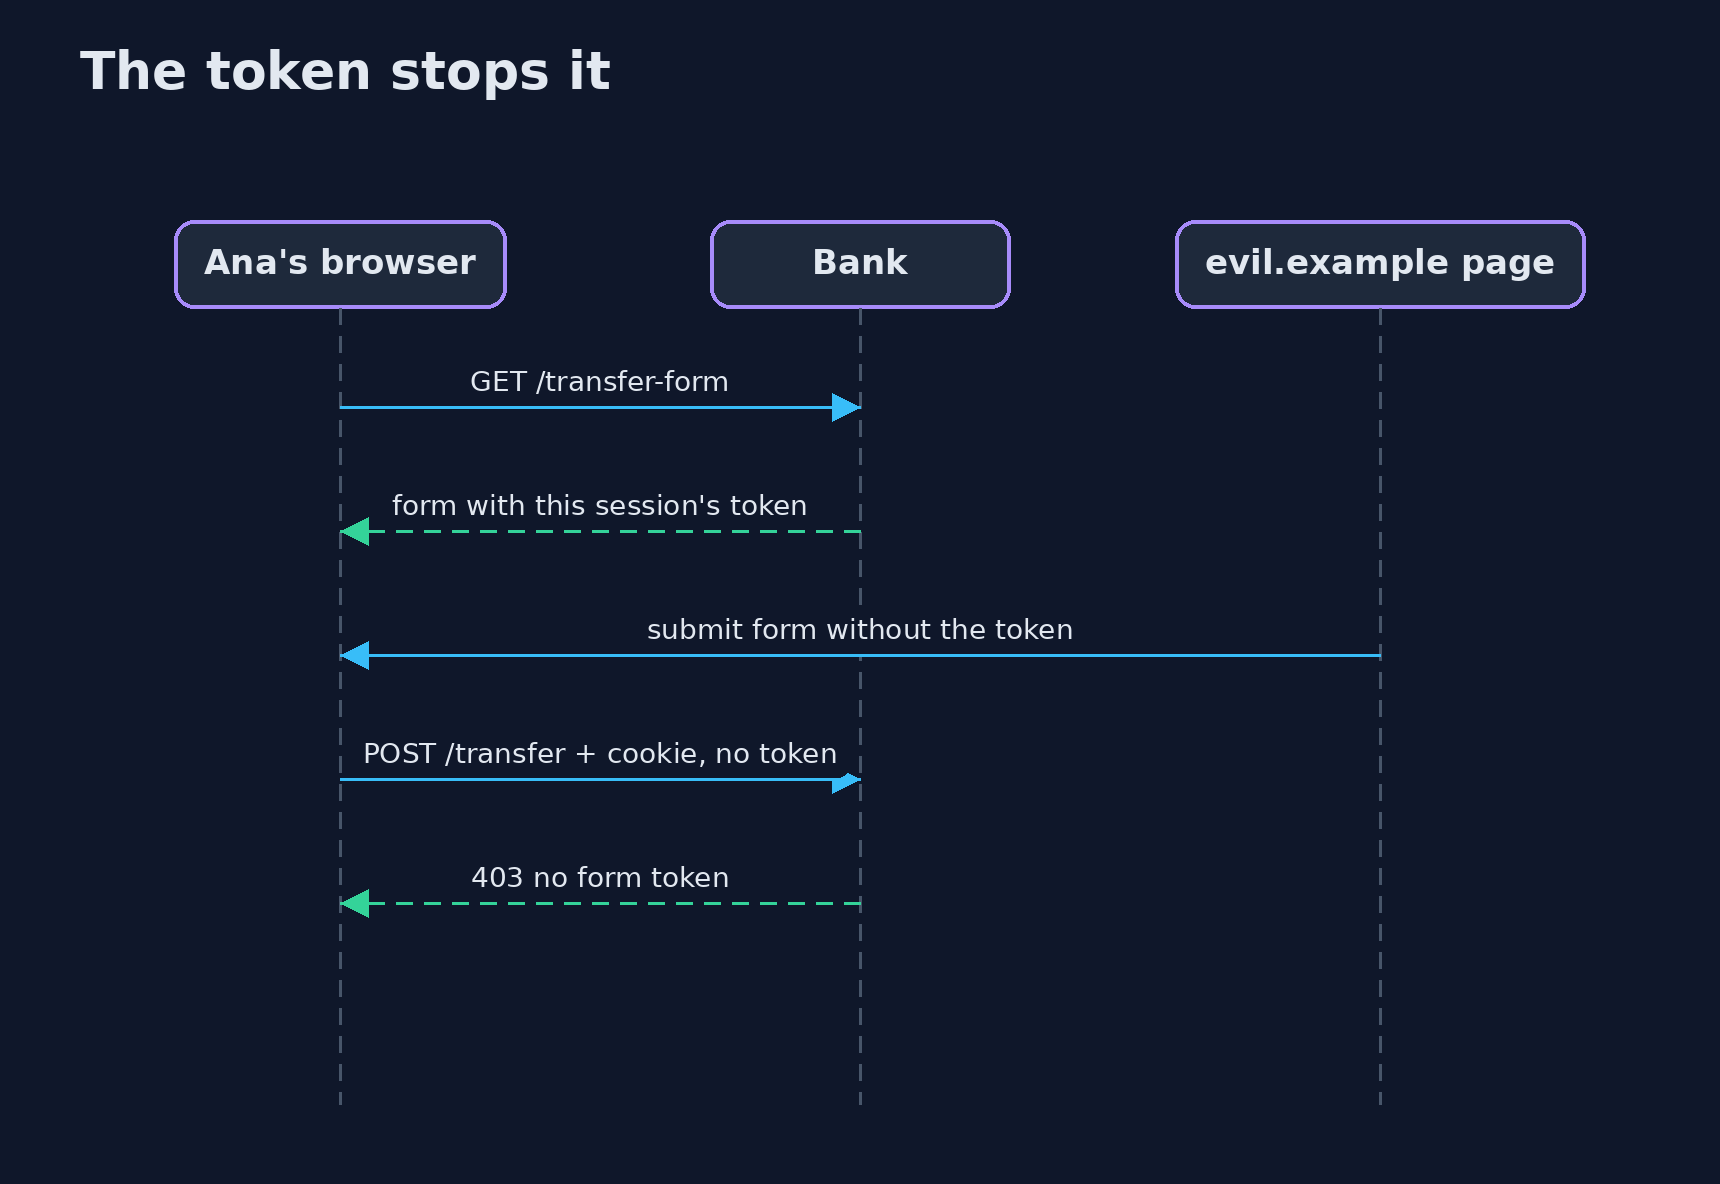 The token stops it
Ana's browser
Bank
evil.example page
GET /transfer-form
form with this session's token
submit form without the token
POST /transfer + cookie, no token
403 no form token